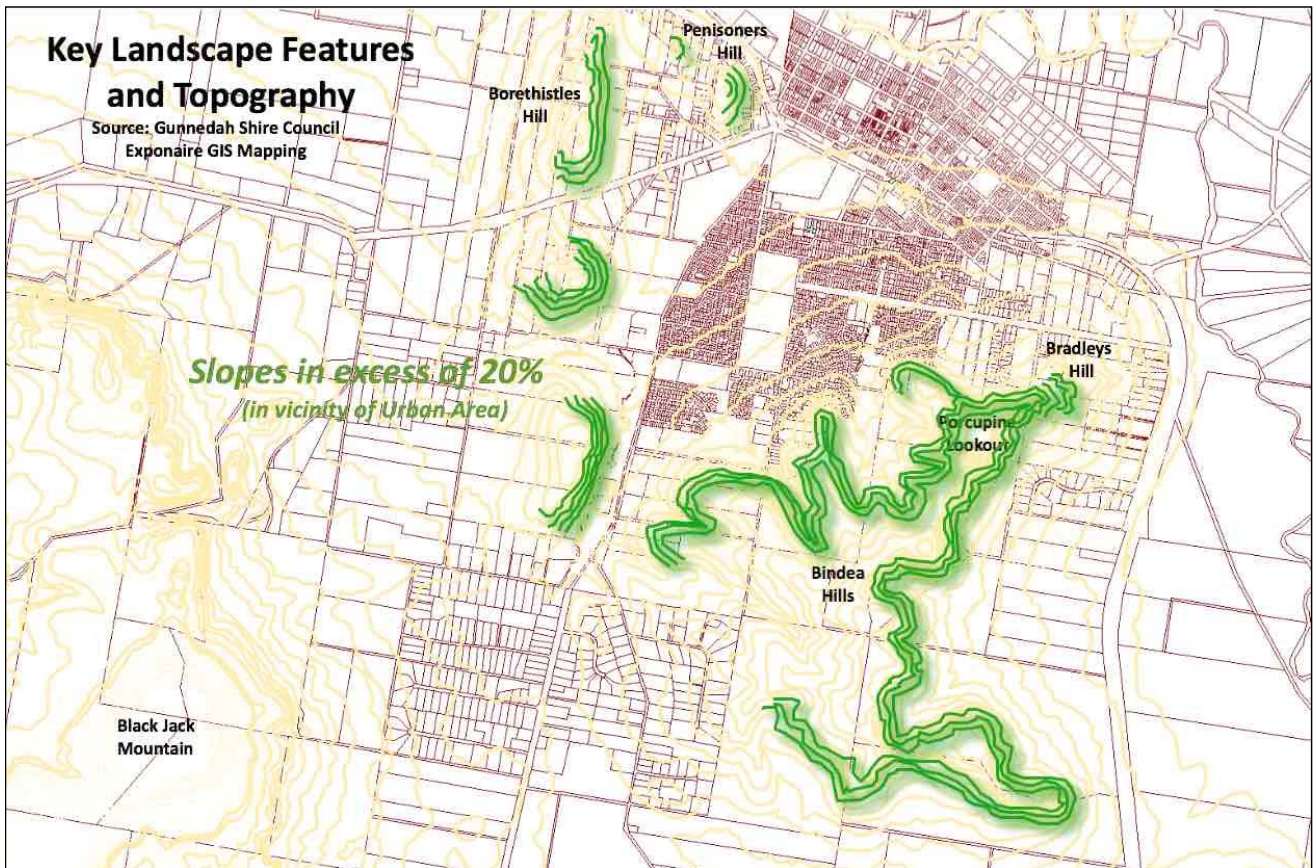 Key Landscape Features
and Topography
Source: Gunnedah Shire Council
Exponaire GIS Mapping
Penisoners
Hill
Borethistles
Hill
Slopes in excess of 20%
(in vicinity of Urban Area)
Bradleys
Hill
Porcupine
Lookout
Bindea
Hills
Black Jack
Mountain